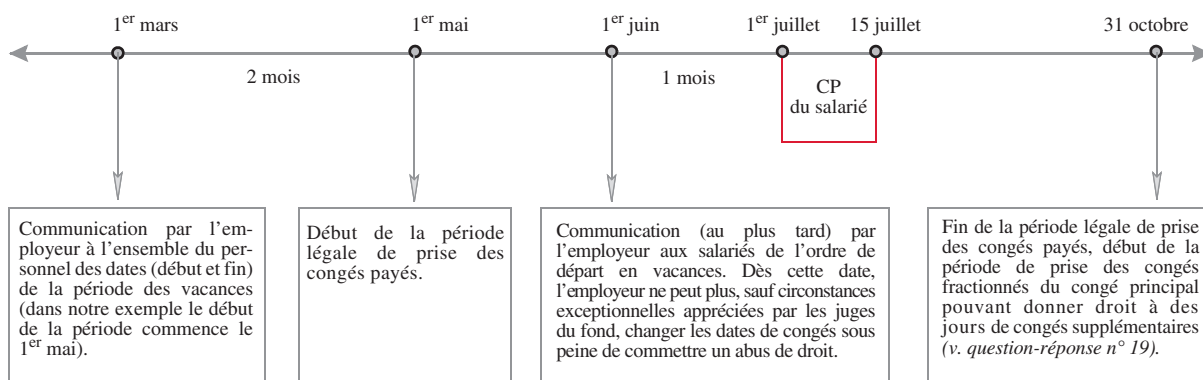 1er mars
1er mai
1er juin
1er juillet
15 juillet
31 octobre
2 mois
1 mois
CP
du salarié
Communication par l'em-
ployeur à l'ensemble du per-
sonnel des dates (début et fin)
de la période des vacances
(dans notre exemple le début
de la période commence le
1er mai).
Début de la période
légale de prise des
congés payés.
Communication (au plus tard) par
l'employeur aux salariés de l'ordre de
départ en vacances. Dès cette date,
l'employeur ne peut plus, sauf circonstances
exceptionnelles appréciées par les juges
du fond, changer les dates de congés sous
peine de commettre un abus de droit.
Fin de la période légale de prise
des congés payés, début de la
période de prise des congés
fractionnés du congé principal
pouvant donner droit à des
jours de congés supplémentaires
(v. question-réponse n° 19).